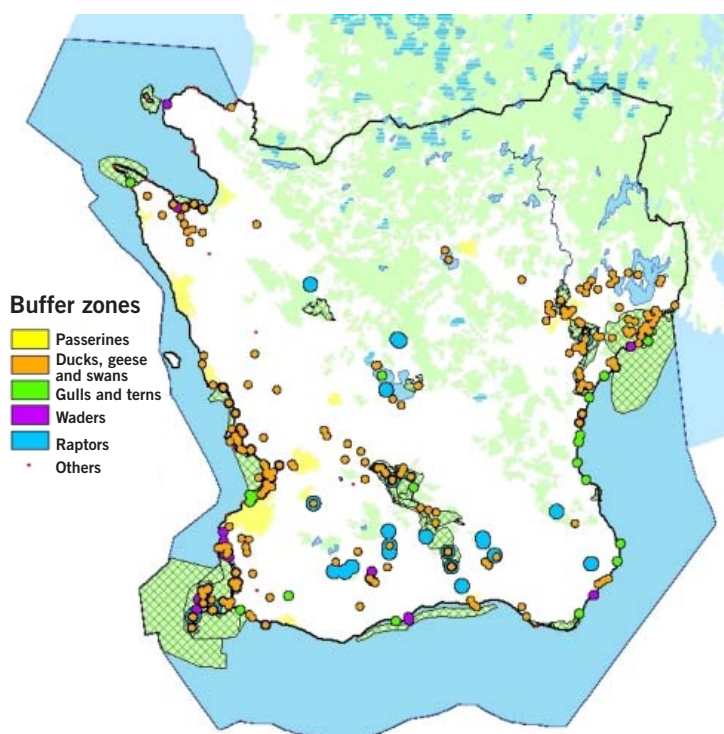 Buffer zones
Passerines
Ducks, geese
and swans
Gulls and terns
Waders
Raptors
Others